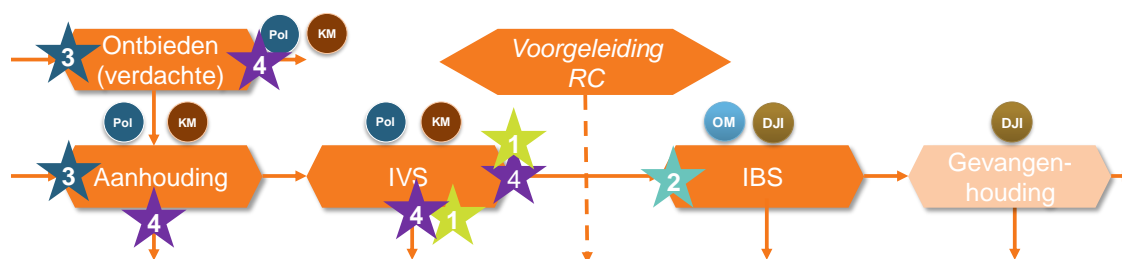 Pol
KM
3
Ontbieden
(verdachte)
4
Voorgeleiding
RC
Pol
KM
Pol
KM
OM
DJI
DJI
1
3
Aanhouding
IVS
4
2
IBS
Gevangen-
houding
4
4
1